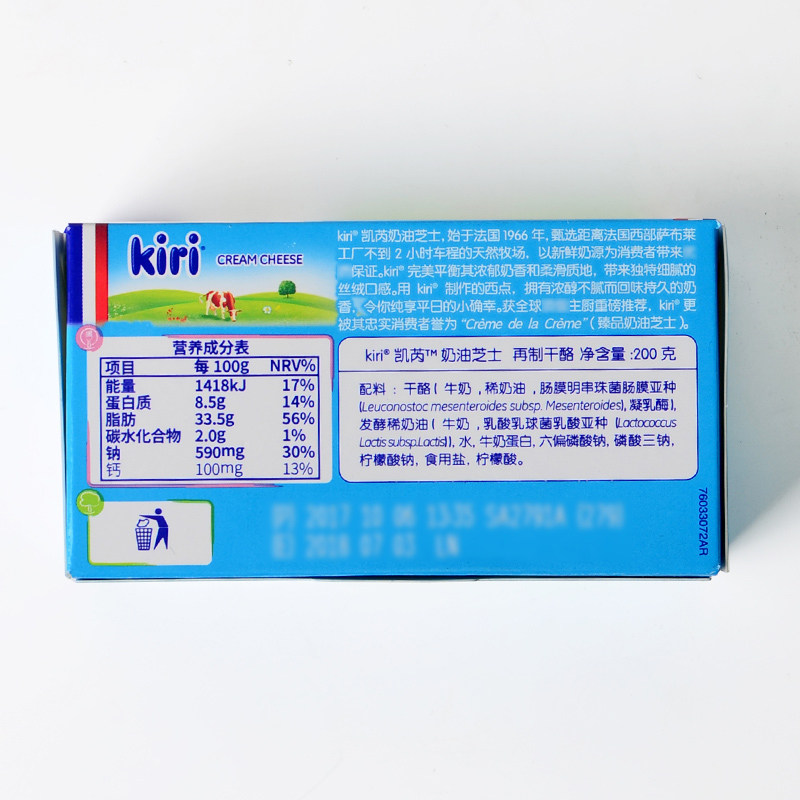 kiri®
CREAM CHEESE
kiri® 凯芮奶油芝士，始于法国 1966 年，甄选距离法国西部萨布莱
工厂不到 2 小时车程的天然牧场，以新鲜奶源为消费者带来
保证。kiri® 完美平衡其浓郁奶香和柔滑质地，带来独特细腻的
丝绒口感。用 kiri® 制作的西点，拥有浓醇不腻而回味持久的奶
香，令你纯享平日的小确幸。获全球 主厨重磅推荐，kiri® 更
被其忠实消费者誉为 “Crème de la Crème”（臻品奶油芝士）。
营养成分表
项目 每 100g NRV%
能量 1418kJ 17%
蛋白质 8.5g 14%
脂肪 33.5g 56%
碳水化合物 2.0g 1%
钠 590mg 30%
钙 100mg 13%
kiri® 凯芮™ 奶油芝士 再制干酪 净含量 :200 克
配料：干酪（牛奶，稀奶油，肠膜明串珠菌肠膜亚种
(Leuconostoc mesenteroides subsp. Mesenteroides), 凝乳酶),
发酵稀奶油（牛奶，乳酸乳球菌乳酸亚种 (Lactococcus
Lactis subsp.Lactis)), 水, 牛奶蛋白, 六偏磷酸钠, 磷酸三钠,
柠檬酸钠, 食用盐, 柠檬酸。
76033072AR
(P) 2017 10 06 13:35 SA2791A (279)
(E) 2018 07 03 LN